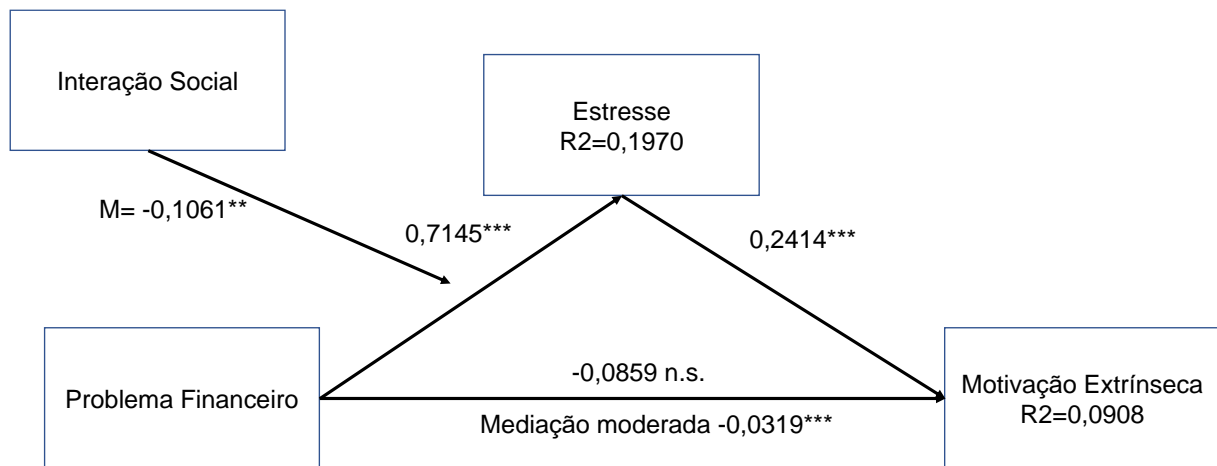 Interação Social
Estresse
R2=0,1970
M= -0,1061**
0,7145***
0,2414***
Problema Financeiro
-0,0859 n.s.
Mediação moderada -0,0319***
Motivação Extrínseca
R2=0,0908